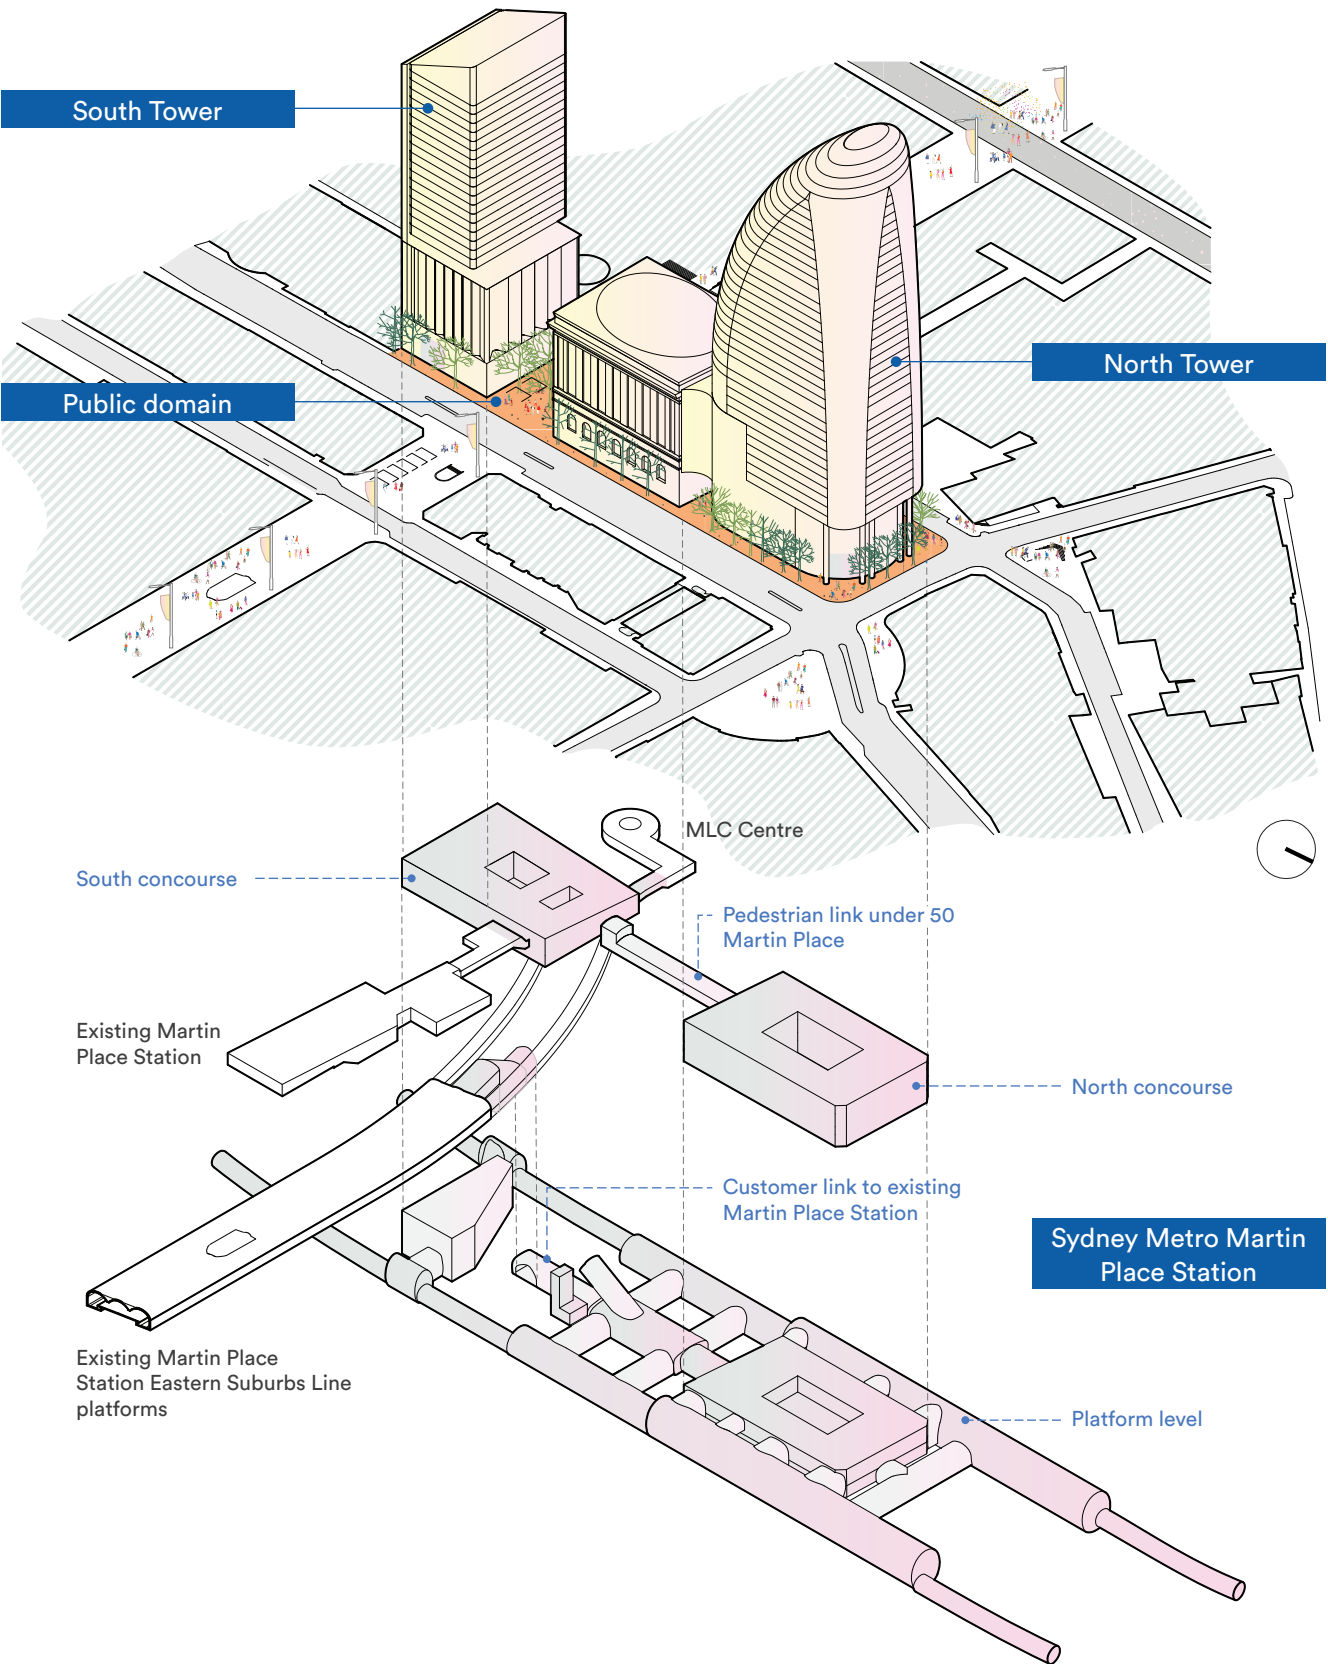 South Tower
North Tower
Public domain
MLC Centre
South concourse
Pedestrian link under 50
Martin Place
Existing Martin
Place Station
North concourse
Customer link to existing
Martin Place Station
Sydney Metro Martin
Place Station
Existing Martin Place
Station Eastern Suburbs Line
platforms
Platform level